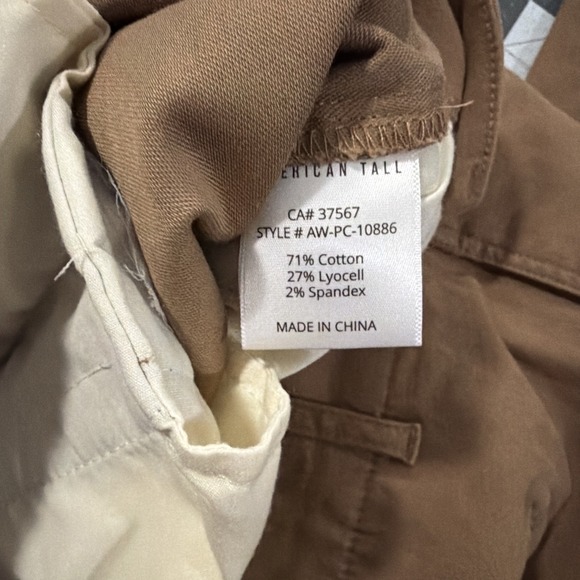 ERICAN TALL
CA# 37567
STYLE # AW-PC-10886
71% Cotton
27% Lyocell
2% Spandex
MADE IN CHINA